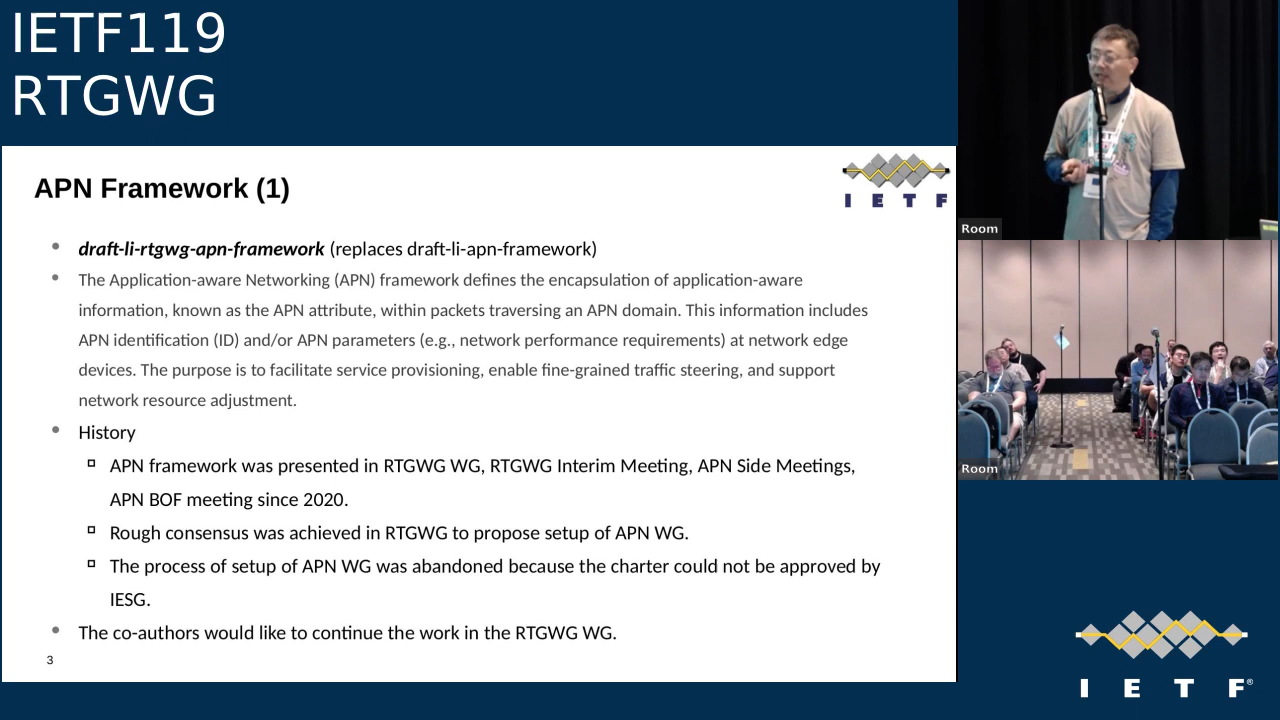 IETF119
RTGWG
APN Framework (1)
I E T F
• draft-li-rtgwg-apn-framework (replaces draft-li-apn-framework)
• The Application-aware Networking (APN) framework defines the encapsulation of application-aware
information, known as the APN attribute, within packets traversing an APN domain. This information includes
APN identification (ID) and/or APN parameters (e.g., network performance requirements) at network edge
devices. The purpose is to facilitate service provisioning, enable fine-grained traffic steering, and support
network resource adjustment.
• History
APN framework was presented in RTGWG WG, RTGWG Interim Meeting, APN Side Meetings,
APN BOF meeting since 2020.
Rough consensus was achieved in RTGWG to propose setup of APN WG.
The process of setup of APN WG was abandoned because the charter could not be approved by
IESG.
• The co-authors would like to continue the work in the RTGWG WG.
3
Room
Room
I E T F®